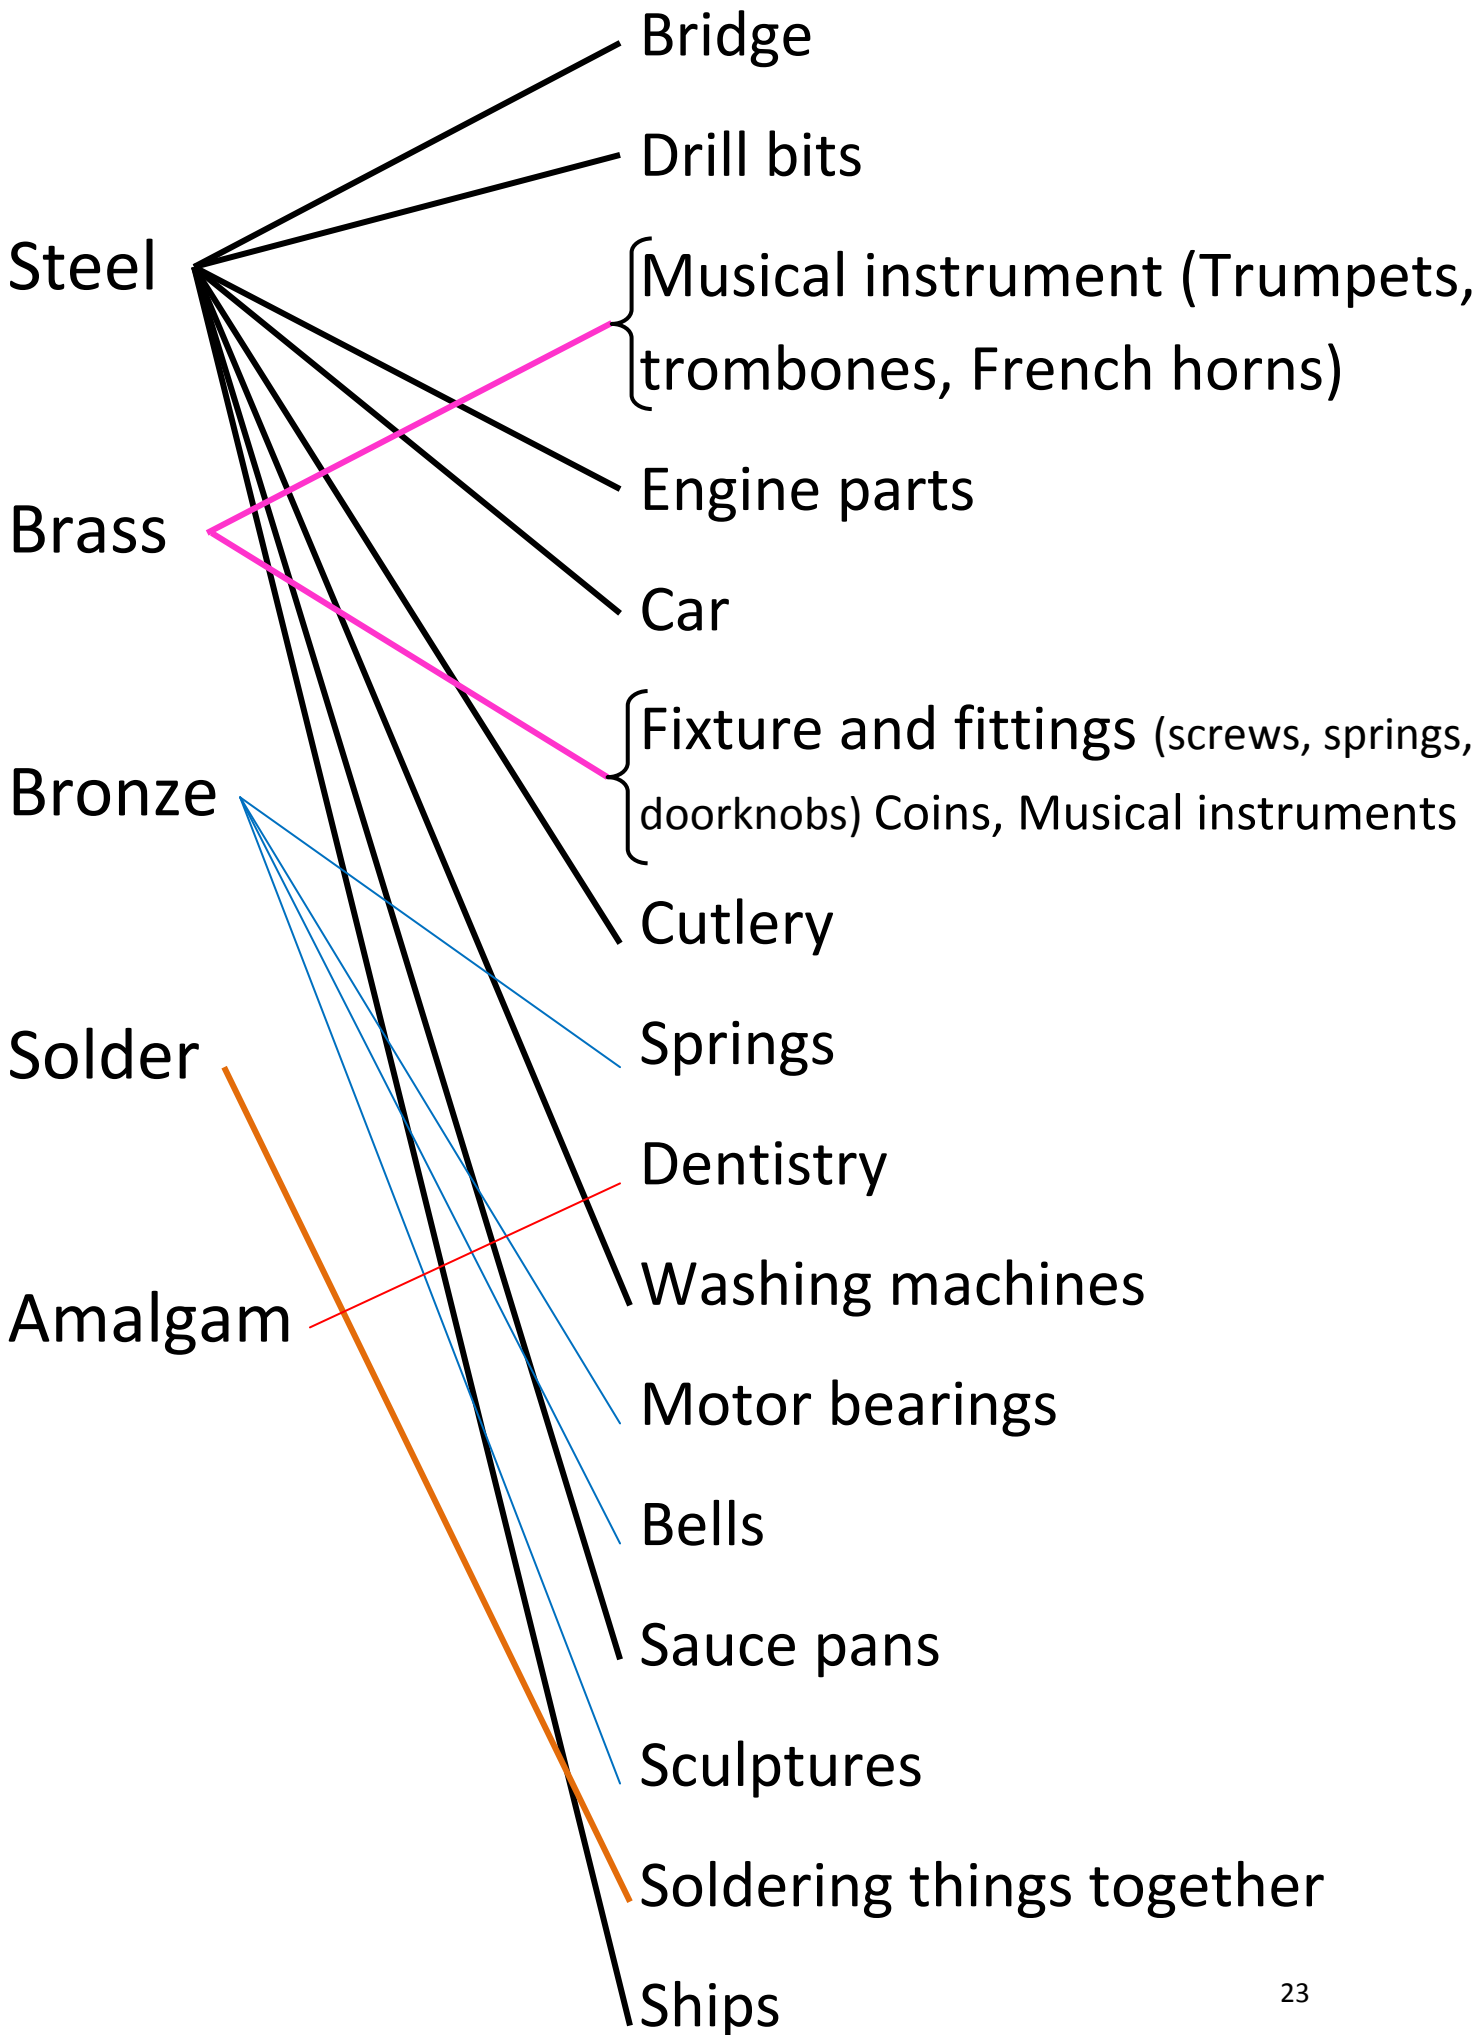 Steel
Brass
Bronze
Solder
Amalgam
Bridge
Drill bits
Musical instrument (Trumpets,
trombones, French horns)
Engine parts
Car
Fixture and fittings (screws, springs,
doorknobs) Coins, Musical instruments
Cutlery
Springs
Dentistry
Washing machines
Motor bearings
Bells
Sauce pans
Sculptures
Soldering things together
Ships
23